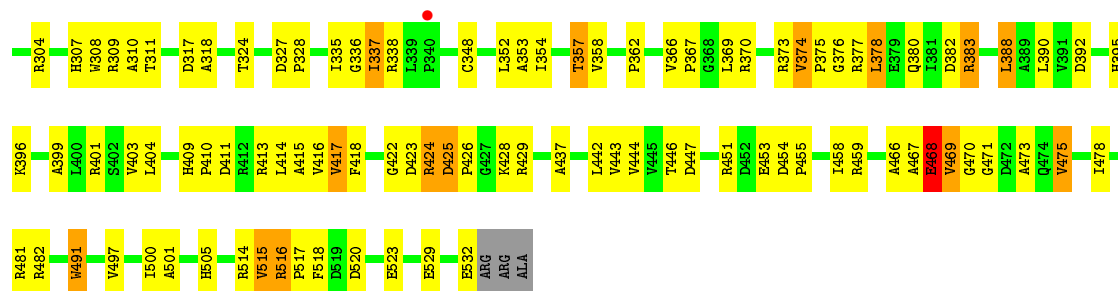 R304 H307 W308 R309 A310 T311 D317 A318 T324 D327 P328 I335 G336 I337 R338 L339 P340 C348 L352 A353 I354 T357 V358 P362 V366 P367 G368 L369 R370 R373 V374 P375 G376 R377 L378 E379 Q380 I381 D382 R383 L388 A389 L390 V391 D392 H395
K396 A399 L400 R401 S402 V403 L404 H409 P410 D411 R412 R413 L414 A415 V416 V417 F418 G422 D423 R424 D425 P426 G427 K428 R429 A437 L442 V443 V444 V445 T446 D447 R451 D452 E453 D454 P455 I458 R459 A466 A467 E468 V469 G470 G471 D472 A473 Q474 V475 I478
R481 R482 W491 V497 I500 A501 H505 R514 V515 R516 P517 F518 D519 D520 E523 E529 E532 ARG ARG ALA